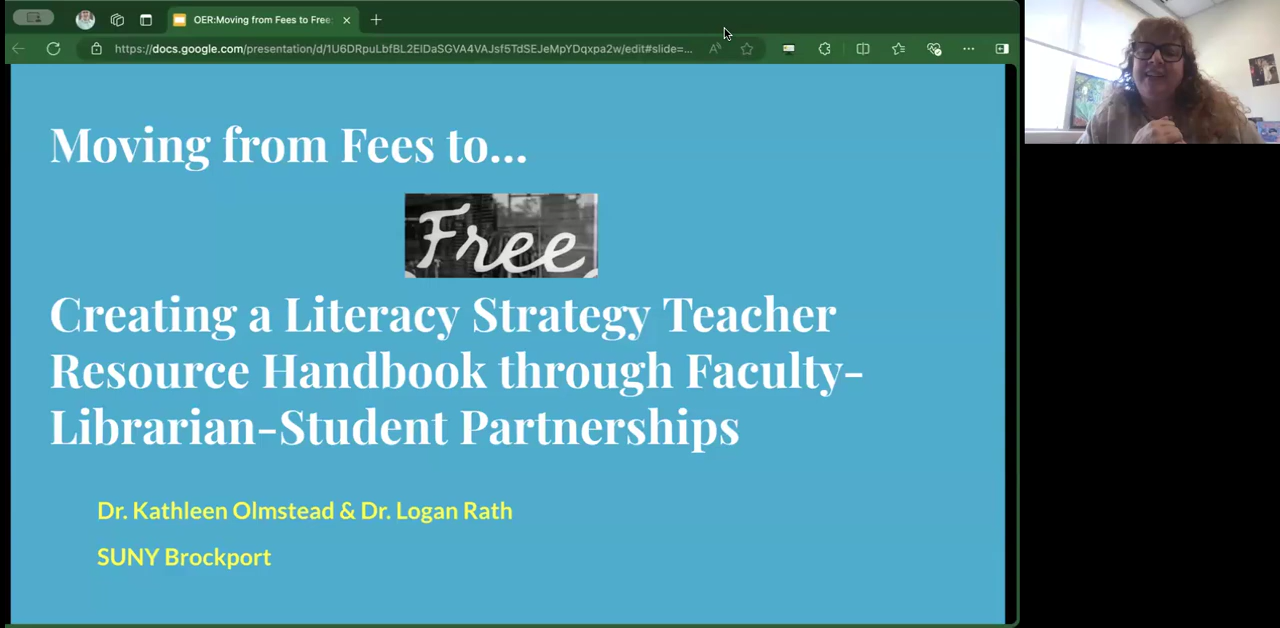 OER:Moving from Fees to Free:
https://docs.google.com/presentation/d/1U6DRpuLbfBL2ElDaSGVA4VAJsf5TdSEJeMpYDqxpa2w/edit#slide=...
Moving from Fees to...
Free
Creating a Literacy Strategy Teacher
Resource Handbook through Faculty-
Librarian-Student Partnerships
Dr. Kathleen Olmstead & Dr. Logan Rath
SUNY Brockport